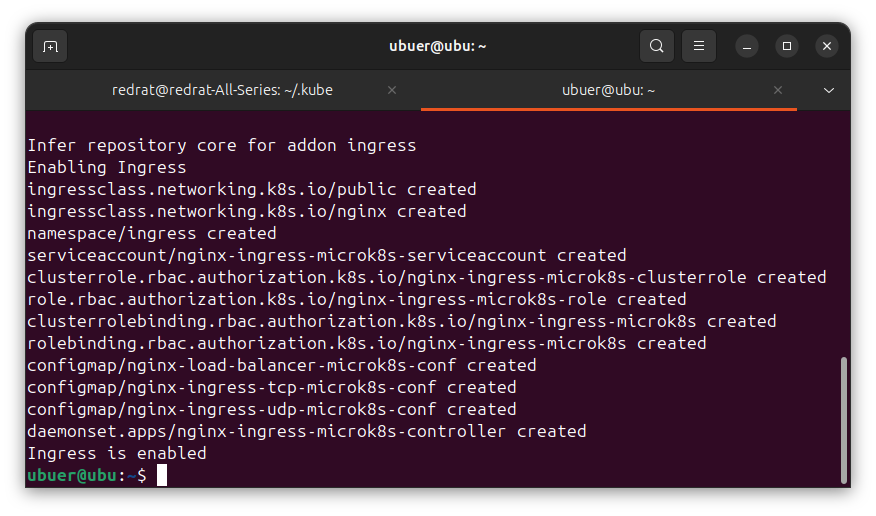 ubuer@ubu: ~
redrat@redrat-All-Series: ~/.kube
ubuer@ubu: ~
Infer repository core for addon ingress
Enabling Ingress
ingressclass.networking.k8s.io/public created
ingressclass.networking.k8s.io/nginx created
namespace/ingress created
serviceaccount/nginx-ingress-microk8s-serviceaccount created
clusterrole.rbac.authorization.k8s.io/nginx-ingress-microk8s-clusterrole created
role.rbac.authorization.k8s.io/nginx-ingress-microk8s-role created
clusterrolebinding.rbac.authorization.k8s.io/nginx-ingress-microk8s created
rolebinding.rbac.authorization.k8s.io/nginx-ingress-microk8s created
configmap/nginx-load-balancer-microk8s-conf created
configmap/nginx-ingress-tcp-microk8s-conf created
configmap/nginx-ingress-udp-microk8s-conf created
daemonset.apps/nginx-ingress-microk8s-controller created
Ingress is enabled
ubuer@ubu:~$